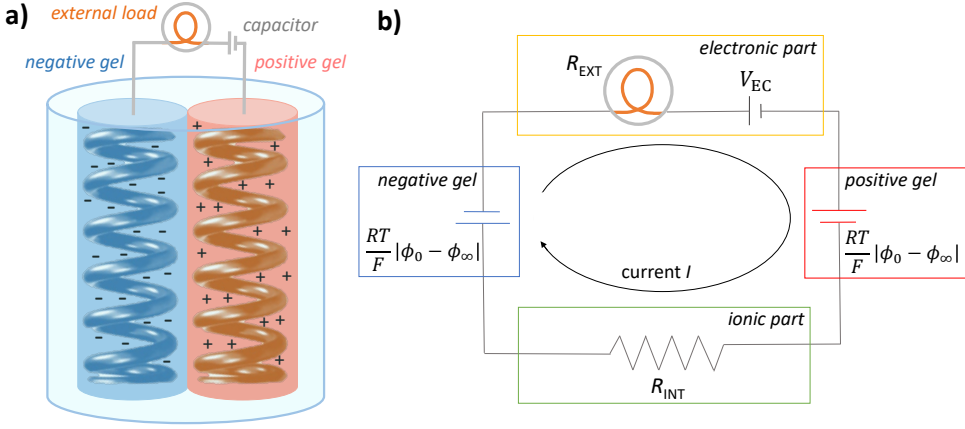 a)
external load
capacitor
negative gel
positive gel
b)
electronic part
R_EXT
V_EC
negative gel
RT/F |ϕ₀ − ϕ∞|
positive gel
RT/F |ϕ₀ − ϕ∞|
current I
ionic part
R_INT